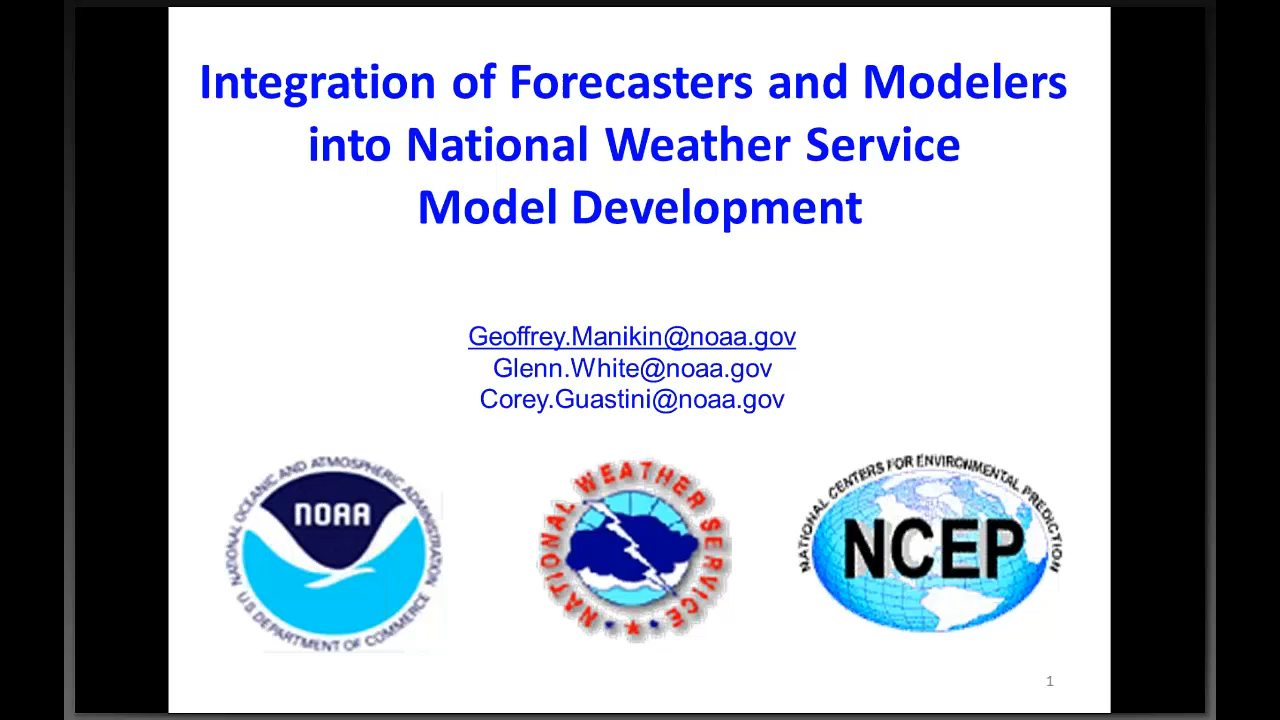 Integration of Forecasters and Modelers
into National Weather Service
Model Development
Geoffrey.Manikin@noaa.gov
Glenn.White@noaa.gov
Corey.Guastini@noaa.gov
NATIONAL OCEANIC AND ATMOSPHERIC ADMINISTRATION
NOAA
U.S. DEPARTMENT OF COMMERCE
NATIONAL WEATHER SERVICE
NATIONAL CENTERS FOR ENVIRONMENTAL PREDICTION
NCEP
1